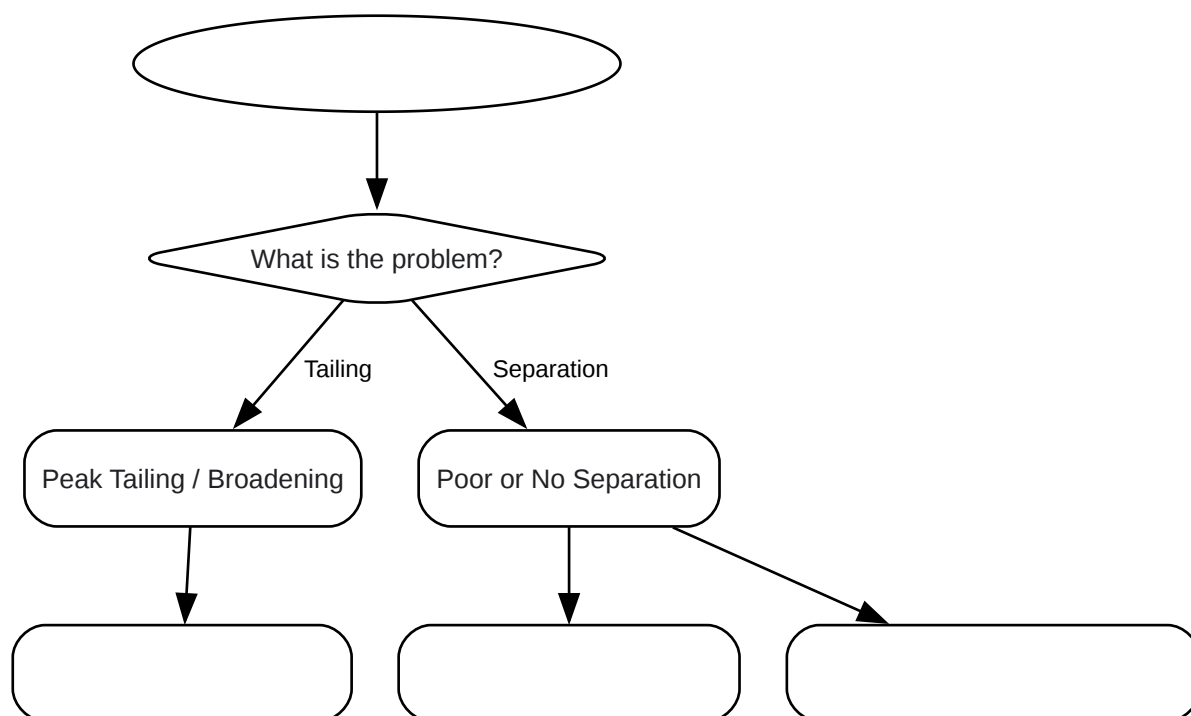 What is the problem?
Tailing
Separation
Peak Tailing / Broadening
Poor or No Separation